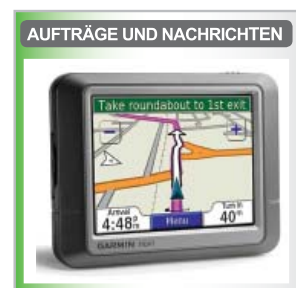 AUFTRÄGE UND NACHRICHTEN
Take roundabout to 1st exit
Arrival
Turn In
4:48 P m
Menu
40 m
GARMIN